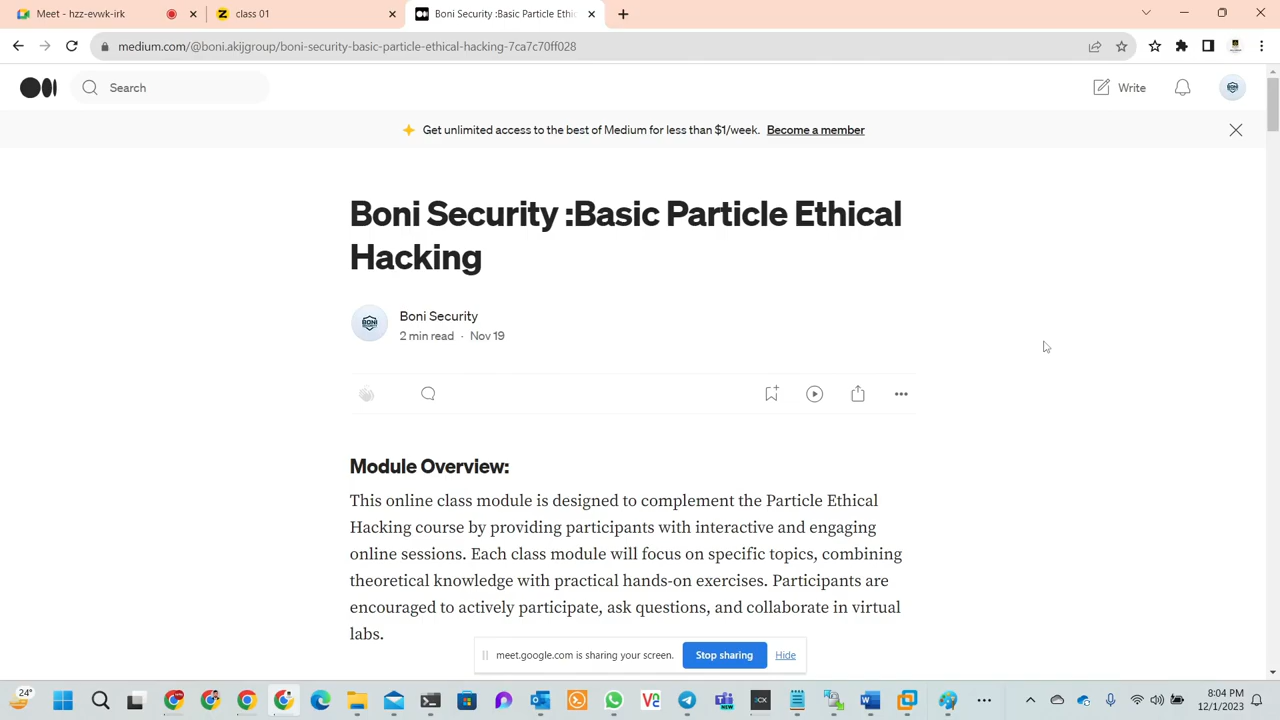 Meet - hzz-evwk-irk
class 01
Boni Security :Basic Particle Ethic
medium.com/@boni.akijgroup/boni-security-basic-particle-ethical-hacking-7ca7c70ff028
Search
Write
Get unlimited access to the best of Medium for less than $1/week. Become a member
Boni Security :Basic Particle Ethical
Hacking
BONI
Boni Security
2 min read · Nov 19
Module Overview:
This online class module is designed to complement the Particle Ethical
Hacking course by providing participants with interactive and engaging
online sessions. Each class module will focus on specific topics, combining
theoretical knowledge with practical hands-on exercises. Participants are
encouraged to actively participate, ask questions, and collaborate in virtual
labs.
meet.google.com is sharing your screen.
Stop sharing
Hide
24°
8:04 PM
12/1/2023